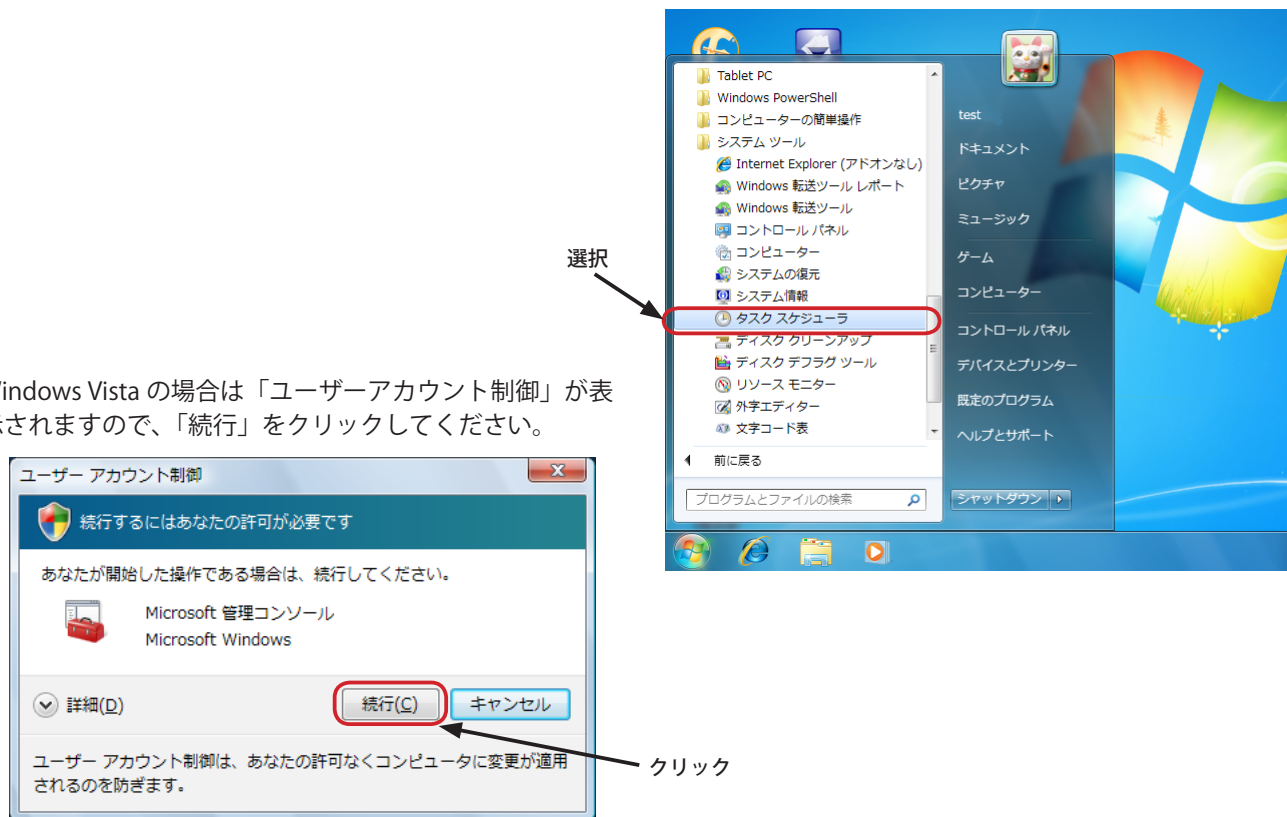 Tablet PC
Windows PowerShell
コンピューターの簡単操作
システム ツール
Internet Explorer (アドオンなし)
Windows 転送ツール レポート
Windows 転送ツール
コントロール パネル
コンピューター
システムの復元
システム情報
タスク スケジューラ
ディスク クリーンアップ
ディスク デフラグ ツール
リソース モニター
外字エディター
文字コード表
前に戻る
プログラムとファイルの検索
test
ドキュメント
ピクチャ
ミュージック
ゲーム
コンピューター
コントロール パネル
デバイスとプリンター
既定のプログラム
ヘルプとサポート
シャットダウン
選択
Windows Vista の場合は「ユーザーアカウント制御」が表
示されますので、「続行」をクリックしてください。
ユーザー アカウント制御
続行するにはあなたの許可が必要です
あなたが開始した操作である場合は、続行してください。
Microsoft 管理コンソール
Microsoft Windows
詳細(D)
続行(C)
キャンセル
ユーザー アカウント制御は、あなたの許可なくコンピュータに変更が適用
されるのを防ぎます。
クリック